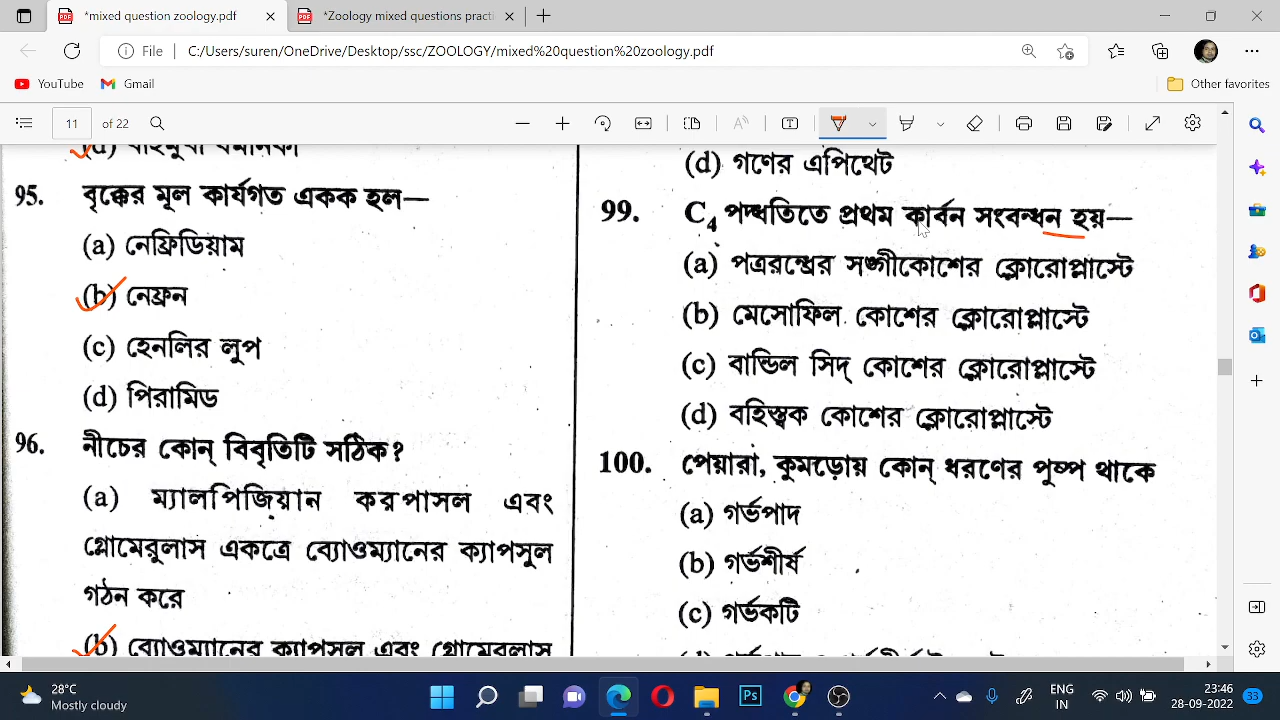 *mixed question zoology.pdf
*mixed zoology questions practi
File C:/Users/suren/OneDrive/Desktop/ssc/ZOOLOGY/mixed%20question%20zoology.pdf
YouTube Gmail Other favorites
11 of 22
95. বৃক্কের মূল কার্যগত একক হল—
(a) নেফ্রিডিয়াম
(b) নেফ্রন
(c) হেনলির লুপ
(d) পিরামিড
96. নীচের কোন্ বিবৃতিটি সঠিক?
(a) ম্যালপিজিয়ান করপাসল এবং
গ্লোমেরুলাস একত্রে ব্যোওম্যানের ক্যাপসুল
গঠন করে
(b) ব্যোওম্যানের ক্যাপসুল এবং গ্লোমেরুলাস
(d) গণের এপিথেট
99. C4 পদ্ধতিতে প্রথম কার্বন সংবন্ধন হয়—
(a) পত্ররন্ধ্রের সঙ্গীকোশের ক্লোরোপ্লাস্টে
(b) মেসোফিল কোশের ক্লোরোপ্লাস্টে
(c) বান্ডিল সিদ্ কোশের ক্লোরোপ্লাস্টে
(d) বহিস্ত্বক কোশের ক্লোরোপ্লাস্টে
100. পেয়ারা, কুমড়োয় কোন্ ধরণের পুষ্প থাকে
(a) গর্ভপাদ
(b) গর্ভশীর্ষ
(c) গর্ভকটি
28°C
Mostly cloudy
ENG
IN
23:46
28-09-2022
33